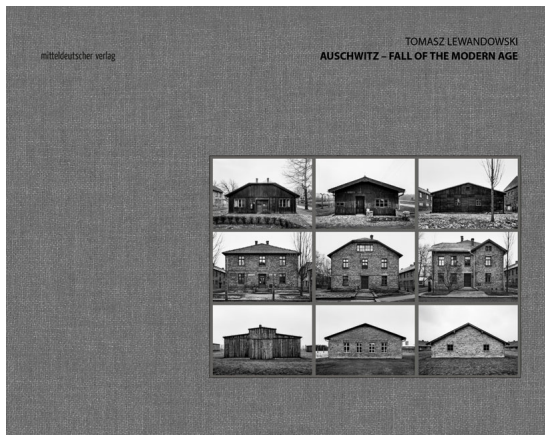 TOMASZ LEWANDOWSKI
mitteldeutscher verlag
AUSCHWITZ – FALL OF THE MODERN AGE